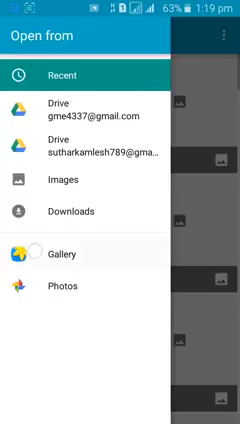 63% 1:19 pm
Open from
Recent
Drive
gme4337@gmail.com
Drive
sutharkamlesh789@gma...
Images
Downloads
Gallery
Photos